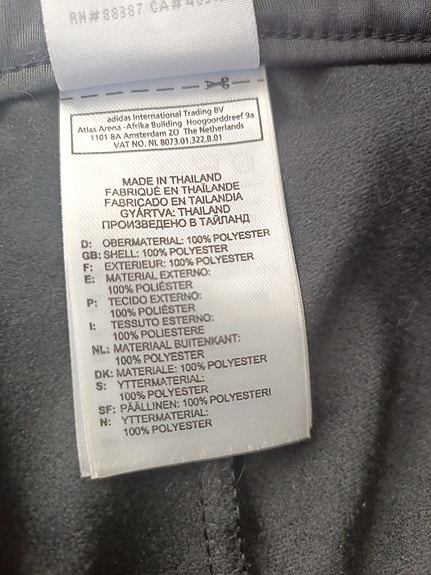 RN#88387 CA#
adidas International Trading BV
Atlas Arena -Afrika Building Hoogoorddreef 9a
1101 BA Amsterdam ZO The Netherlands
VAT NO. NL 8073.01.322.B.01
MADE IN THAILAND
FABRIQUÉ EN THAÏLANDE
FABRICADO EN TAILANDIA
GYÁRTVA: THAILAND
ПРОИЗВЕДЕНО В ТАЙЛАНД
D: OBERMATERIAL: 100% POLYESTER
GB: SHELL: 100% POLYESTER
F: EXTERIEUR: 100% POLYESTER
E: MATERIAL EXTERNO:
100% POLIÉSTER
P: TECIDO EXTERNO:
100% POLIÉSTER
I: TESSUTO ESTERNO:
100% POLIESTERE
NL: MATERIAAL BUITENKANT:
100% POLYESTER
DK: MATERIALE: 100% POLYESTER
S: YTTERMATERIAL:
100% POLYESTER
SF: PÄÄLLINEN: 100% POLYESTERI
N: YTTERMATERIAL:
100% POLYESTER